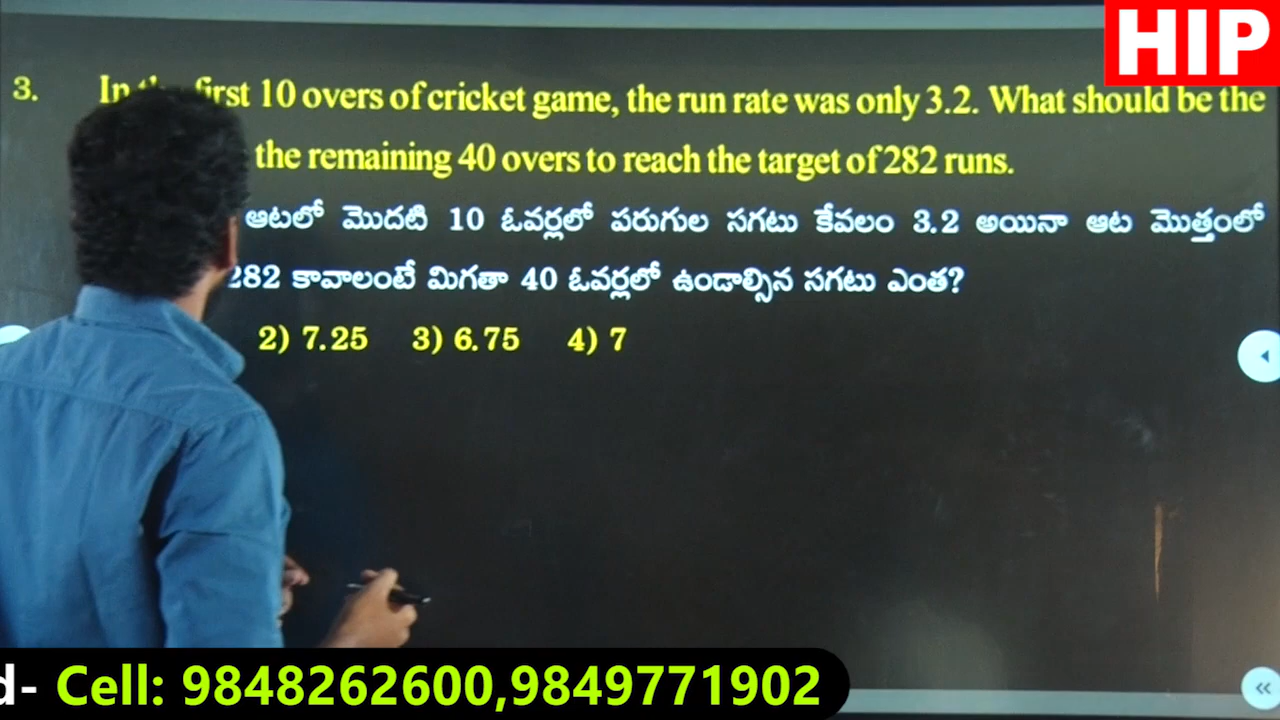 HIP
3. In first 10 overs of cricket game, the run rate was only 3.2. What should be the
the remaining 40 overs to reach the target of 282 runs.
ఆటలో మొదటి 10 ఓవర్లలో పరుగుల సగటు కేవలం 3.2 అయినా ఆట మొత్తంలో
282 కావాలంటే మిగతా 40 ఓవర్లలో ఉండాల్సిన సగటు ఎంత?
2) 7.25 3) 6.75 4) 7
d- Cell: 9848262600,9849771902